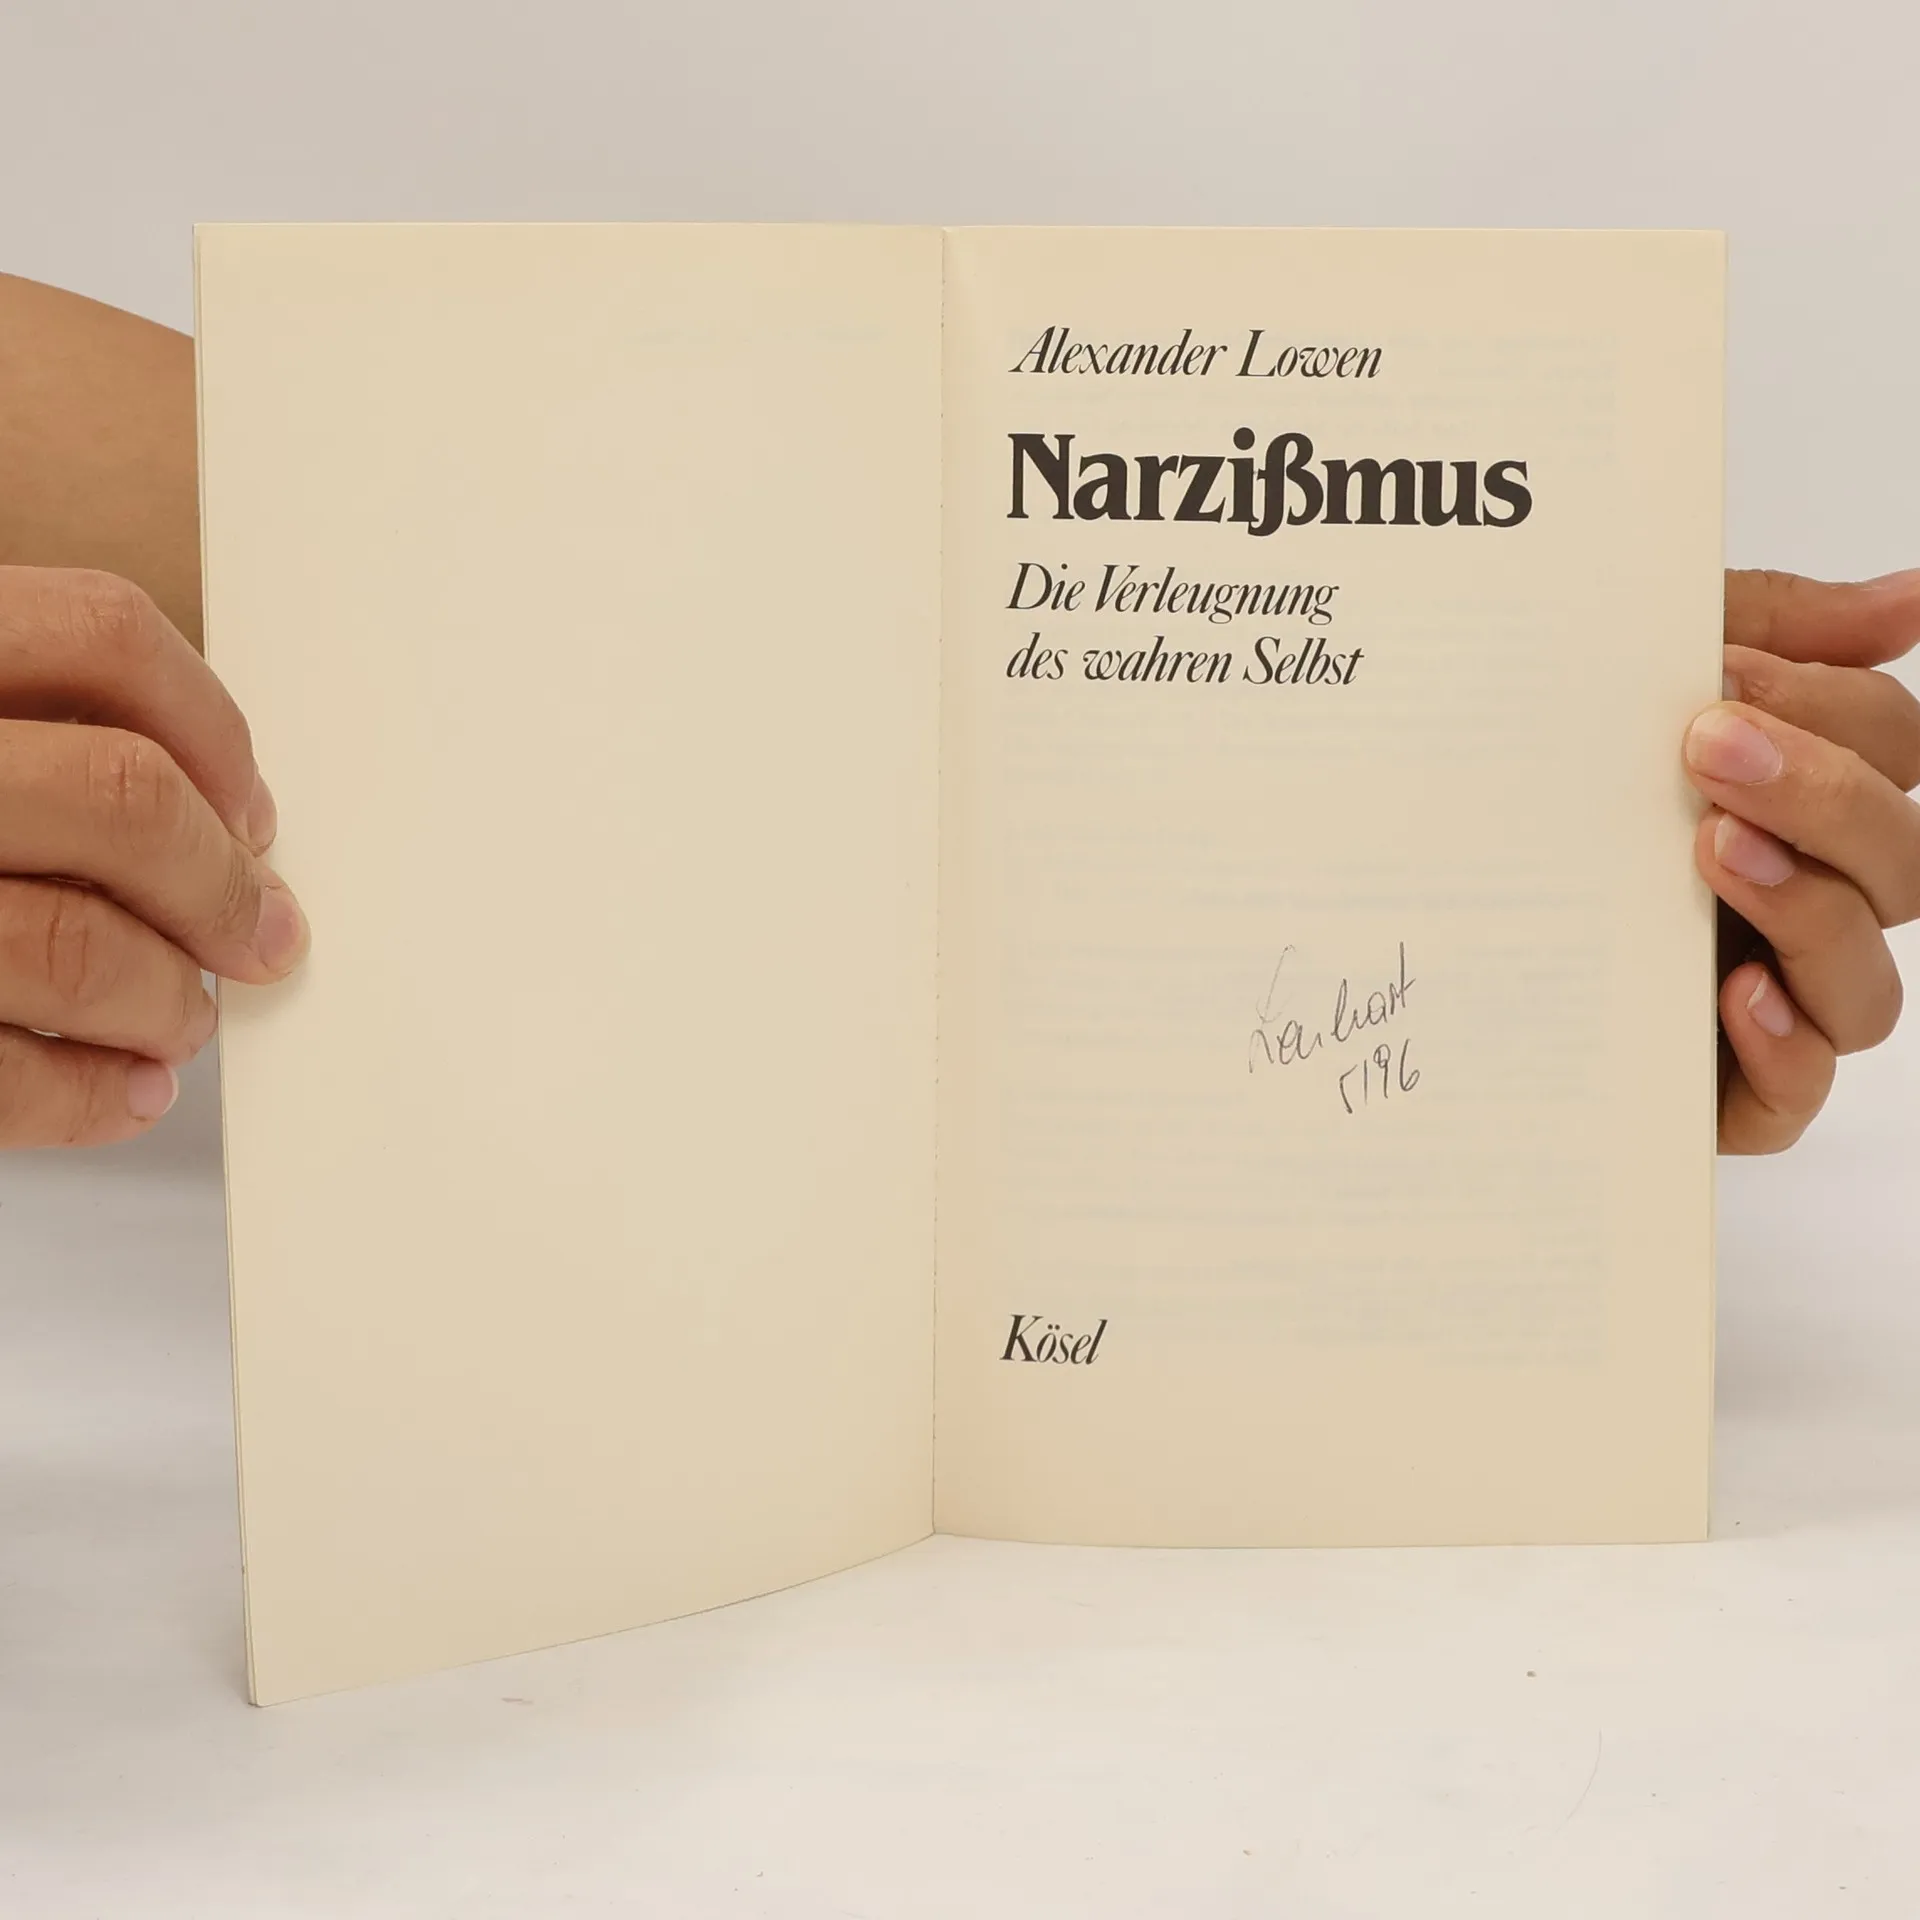 Alexander Lowen
Narzißmus
Die Verleugnung
des wahren Selbst
5/96
Kösel